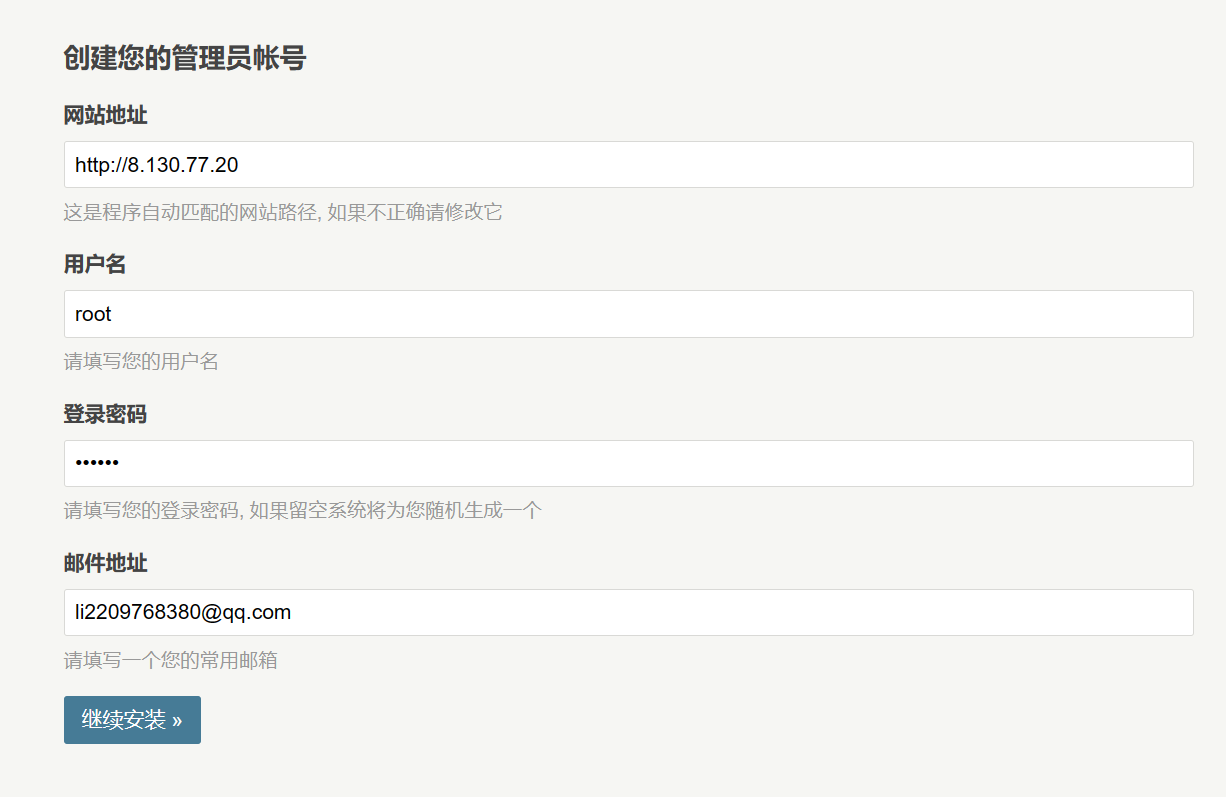 创建您的管理员帐号
网站地址
http://8.130.77.20
这是程序自动匹配的网站路径, 如果不正确请修改它
用户名
root
请填写您的用户名
登录密码
••••••
请填写您的登录密码, 如果留空系统将为您随机生成一个
邮件地址
li2209768380@qq.com
请填写一个您的常用邮箱
继续安装 »